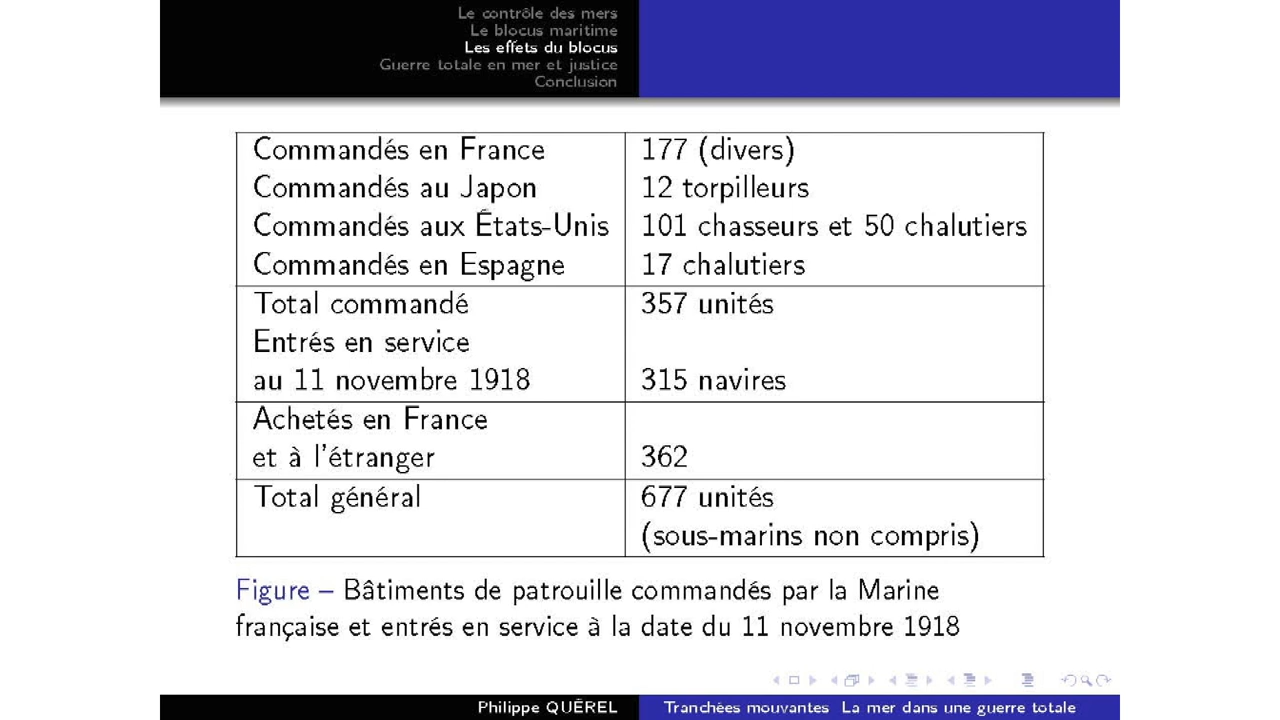 Le contrôle des mers
Le blocus maritime
Les effets du blocus
Guerre totale en mer et justice
Conclusion
Commandés en France 177 (divers)
Commandés au Japon 12 torpilleurs
Commandés aux États-Unis 101 chasseurs et 50 chalutiers
Commandés en Espagne 17 chalutiers
Total commandé 357 unités
Entrés en service
au 11 novembre 1918 315 navires
Achetés en France
et à l'étranger 362
Total général 677 unités
(sous-marins non compris)
Figure – Bâtiments de patrouille commandés par la Marine
française et entrés en service à la date du 11 novembre 1918
Philippe QUÉREL Tranchées mouvantes La mer dans une guerre totale